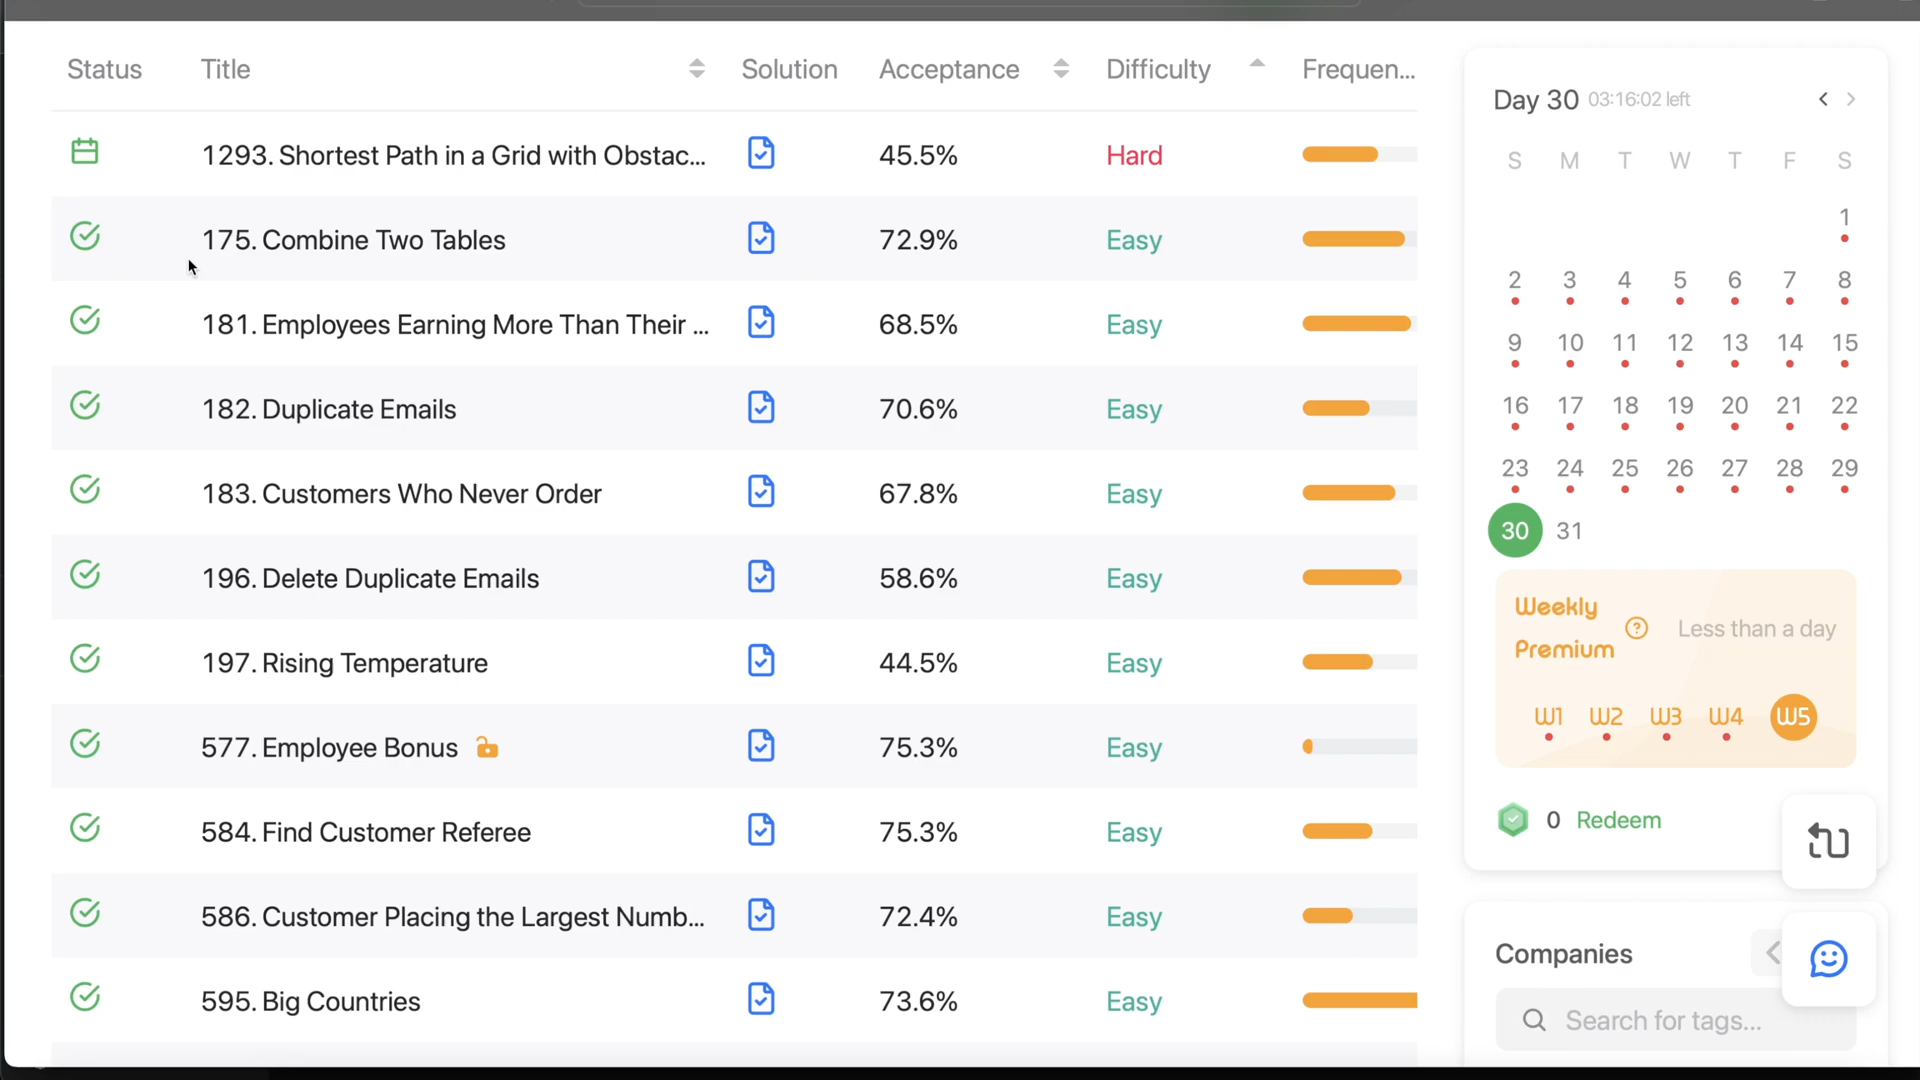 Status Title Solution Acceptance Difficulty Frequen...
1293. Shortest Path in a Grid with Obstac... 45.5% Hard
175. Combine Two Tables 72.9% Easy
181. Employees Earning More Than Their ... 68.5% Easy
182. Duplicate Emails 70.6% Easy
183. Customers Who Never Order 67.8% Easy
196. Delete Duplicate Emails 58.6% Easy
197. Rising Temperature 44.5% Easy
577. Employee Bonus 75.3% Easy
584. Find Customer Referee 75.3% Easy
586. Customer Placing the Largest Numb... 72.4% Easy
595. Big Countries 73.6% Easy
Day 30 03:16:02 left
S M T W T F S
1
2 3 4 5 6 7 8
9 10 11 12 13 14 15
16 17 18 19 20 21 22
23 24 25 26 27 28 29
30 31
Weekly
Premium ? Less than a day
W1 W2 W3 W4 W5
0 Redeem
Companies
Search for tags...